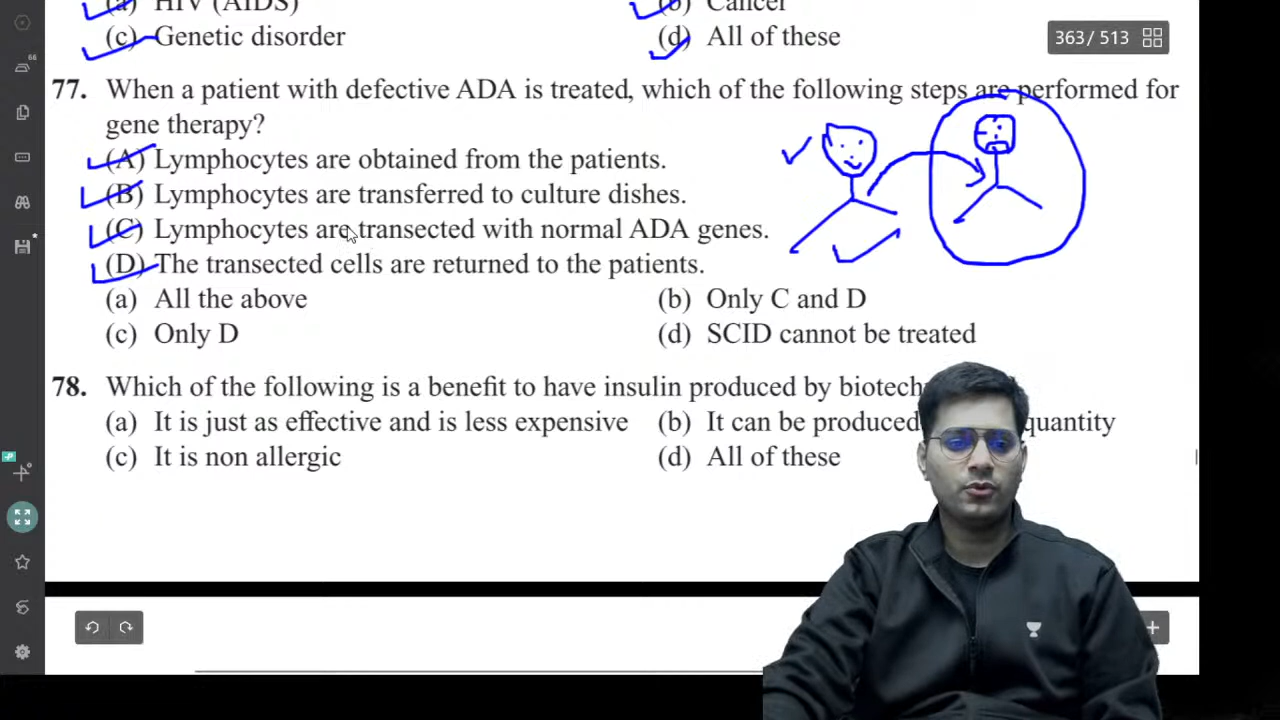 (a) HIV (AIDS) (b) Cancer
(c) Genetic disorder (d) All of these
363/513
77. When a patient with defective ADA is treated, which of the following steps are performed for
gene therapy?
(A) Lymphocytes are obtained from the patients.
(B) Lymphocytes are transferred to culture dishes.
(C) Lymphocytes are transected with normal ADA genes.
(D) The transected cells are returned to the patients.
(a) All the above (b) Only C and D
(c) Only D (d) SCID cannot be treated
78. Which of the following is a benefit to have insulin produced by
(a) It is just as effective and is less expensive (b) It can be produced quantity
(c) It is non allergic (d) All of these